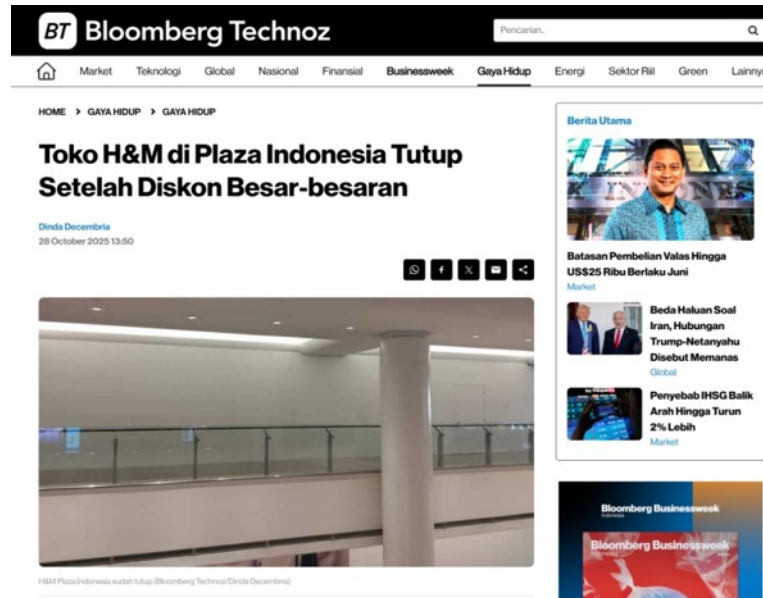 BT Bloomberg Technoz
Pencarian..
Market Teknologi Global Nasional Finansial Businessweek Gaya Hidup Energi Sektor Riil Green Lainny
HOME > GAYA HIDUP > GAYA HIDUP
Toko H&M di Plaza Indonesia Tutup
Setelah Diskon Besar-besaran
Dinda Decembria
28 October 2025 13:50
H&M Plaza Indonesia sudah tutup (Bloomberg Technoz/Dinda Decembria)
Berita Utama
Batasan Pembelian Valas Hingga
US$25 Ribu Berlaku Juni
Market
Beda Haluan Soal
Iran, Hubungan
Trump-Netanyahu
Disebut Memanas
Global
Penyebab IHSG Balik
Arah Hingga Turun
2% Lebih
Market
Bloomberg Businessweek
Indonesia
Bloomberg Businessweek